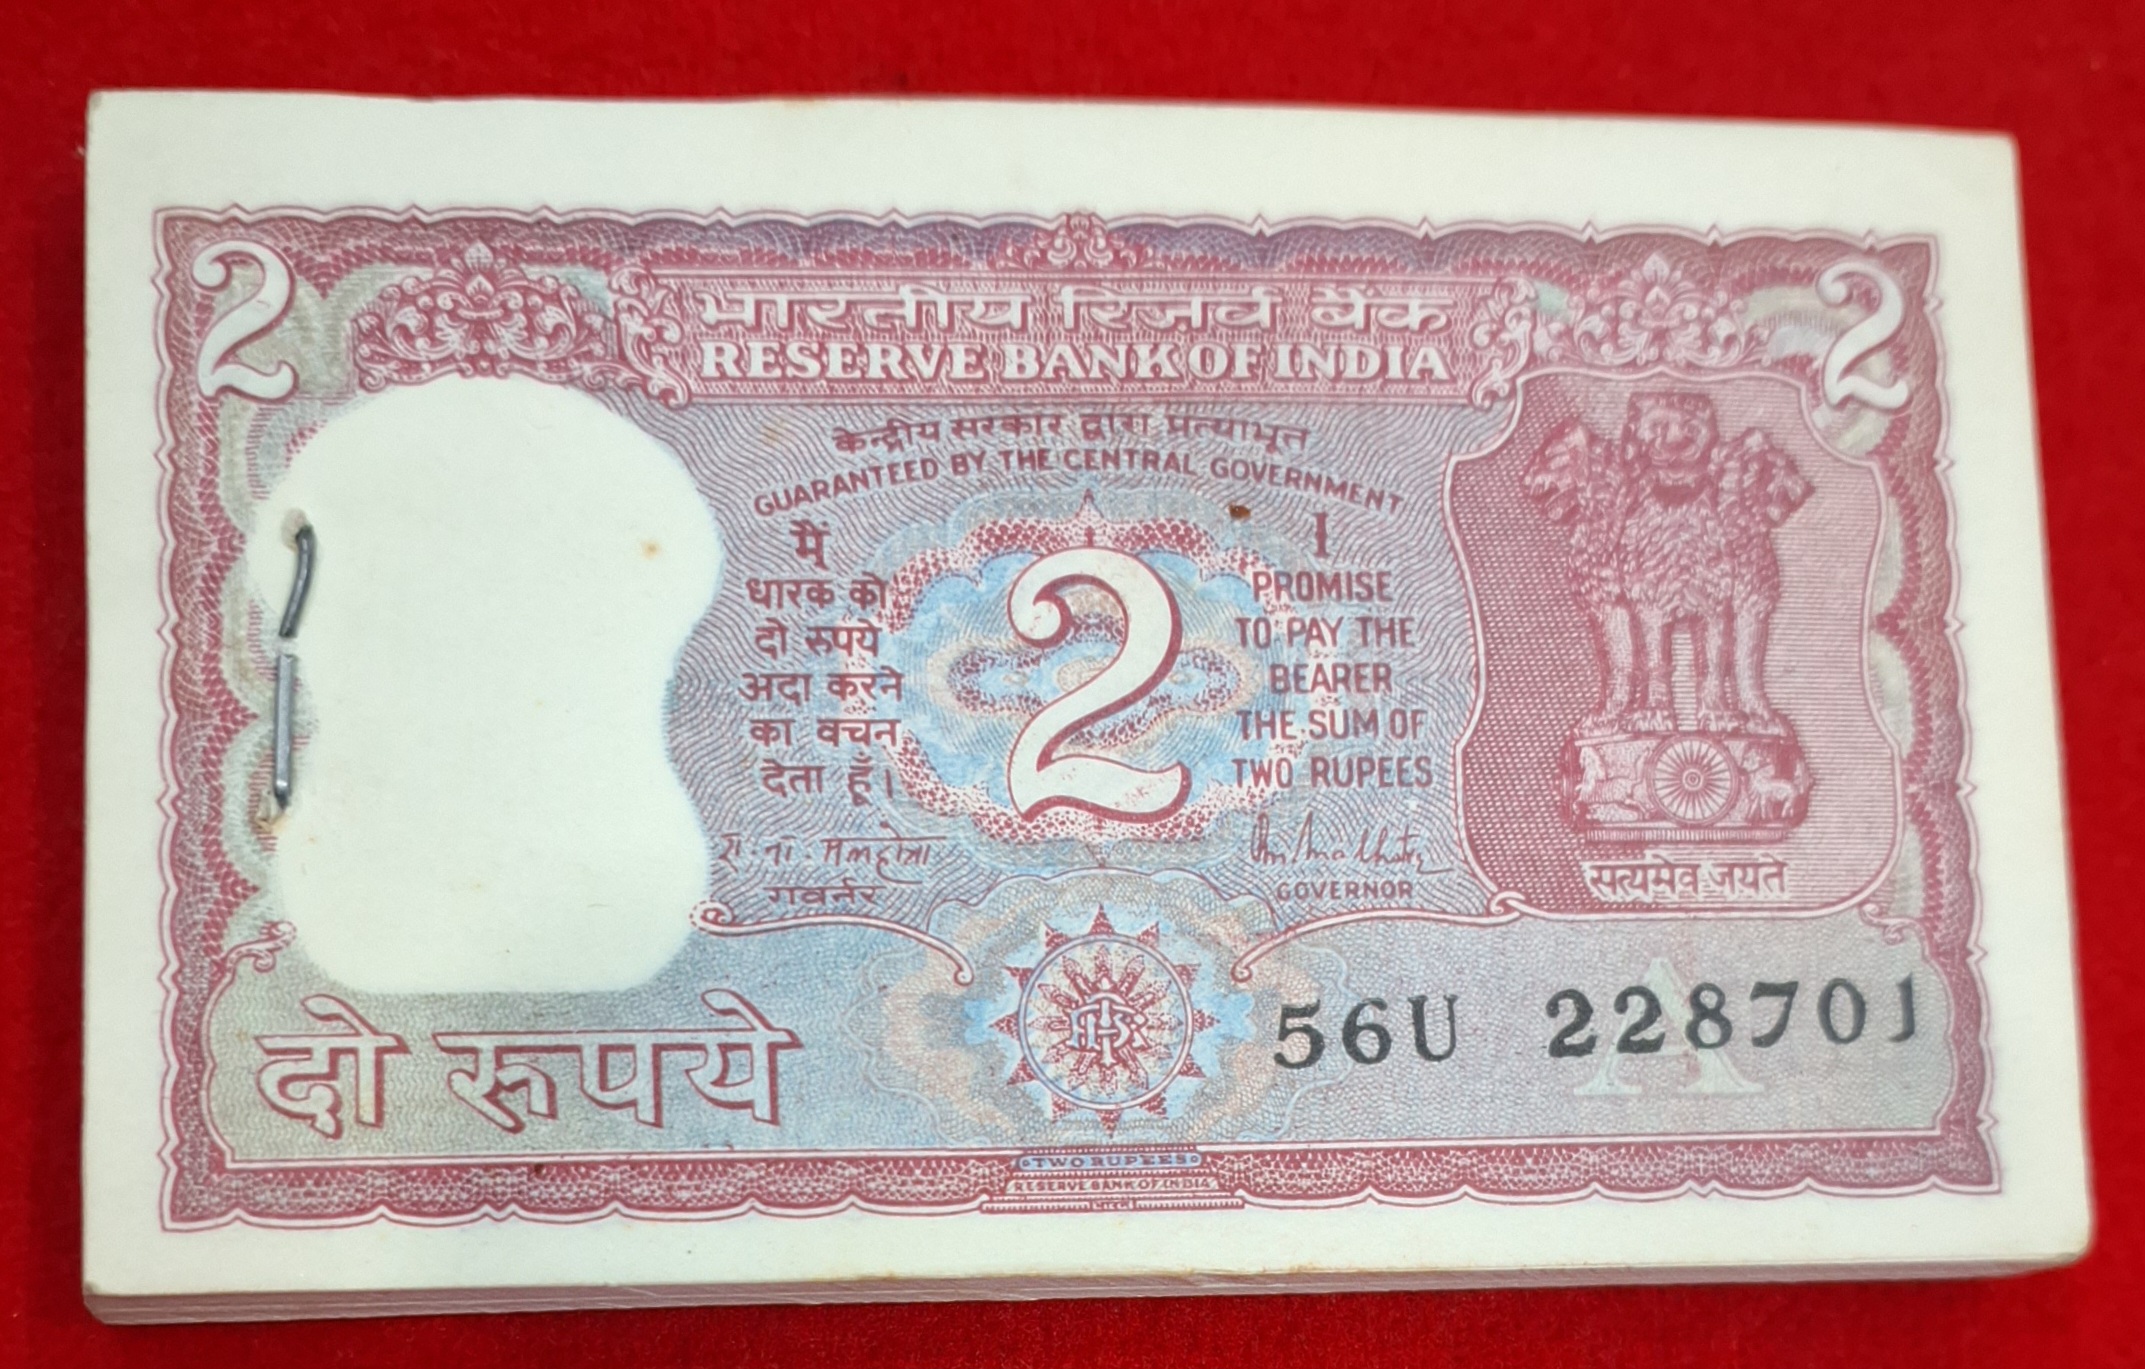 2 2
भारतीय रिज़र्व बैंक
RESERVE BANK OF INDIA
केन्द्रीय सरकार द्वारा प्रत्याभूत
GUARANTEED BY THE CENTRAL GOVERNMENT
मैं
धारक को
दो रुपये
अदा करने
का वचन
देता हूँ।
2
I
PROMISE
TO PAY THE
BEARER
THE SUM OF
TWO RUPEES
रा. ना. मलहोत्रा
गवर्नर
GOVERNOR
सत्यमेव जयते
दो रुपये
56U 228701
A
TWO RUPEES
RESERVE BANK OF INDIA